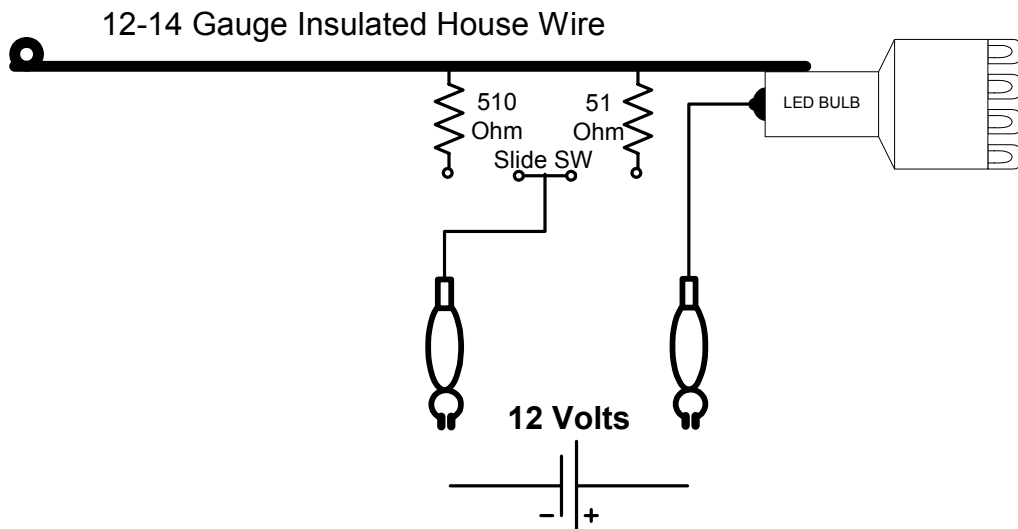 12-14 Gauge Insulated House Wire
LED BULB
510
Ohm
51
Ohm
Slide SW
12 Volts
– +